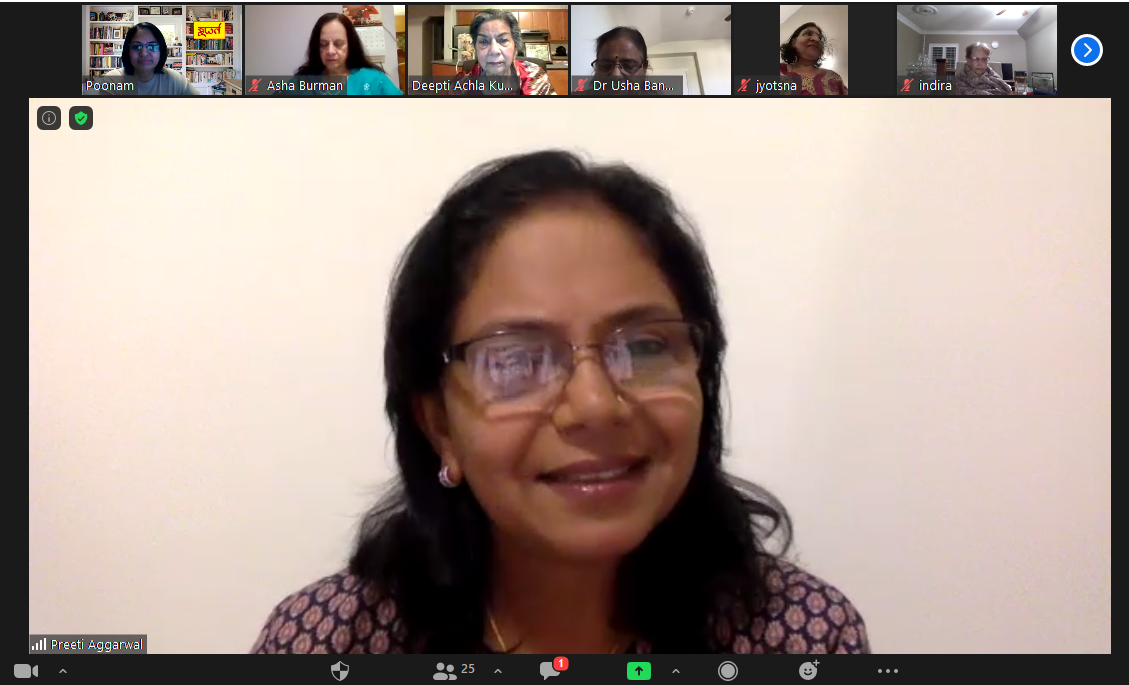 Poonam
Asha Burman
Deepti Achla Ku...
Dr Usha Ban...
jyotsna
indira
Preeti Aggarwal
25
1